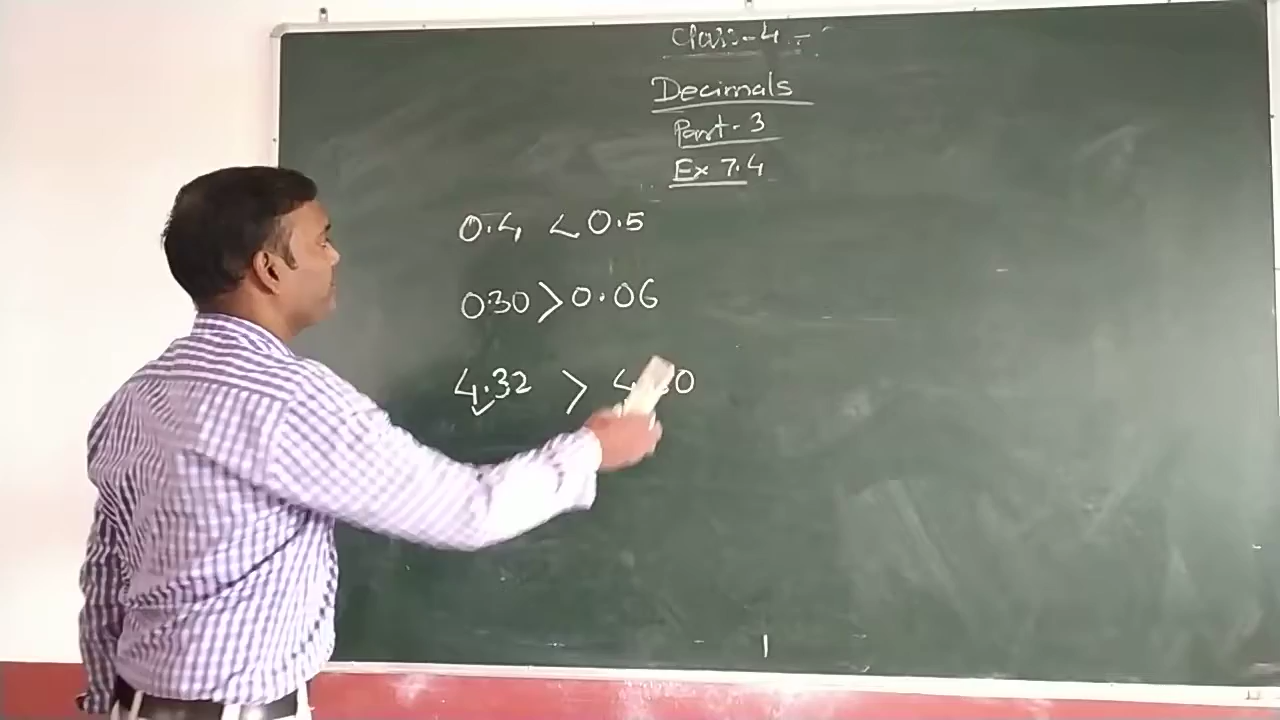 Class-4
Decimals
Part-3
Ex 7.4
0.4 < 0.5
0.30 > 0.06
4.32 >